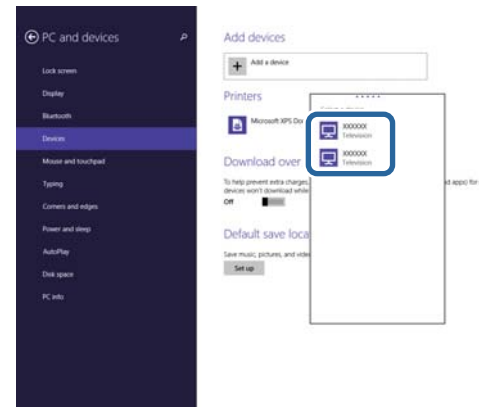 PC and devices
Lock screen
Display
Bluetooth
Devices
Mouse and touchpad
Typing
Corners and edges
Power and sleep
AutoPlay
Disk space
PC info
Add devices
Add a device
Printers
Microsoft XPS Doc
Download over
To help prevent extra charges,
devices won't download while
Off
Default save loca
Save music, pictures, and video
Set up
XXXXXX
Television
XXXXXX
Television
d apps) for